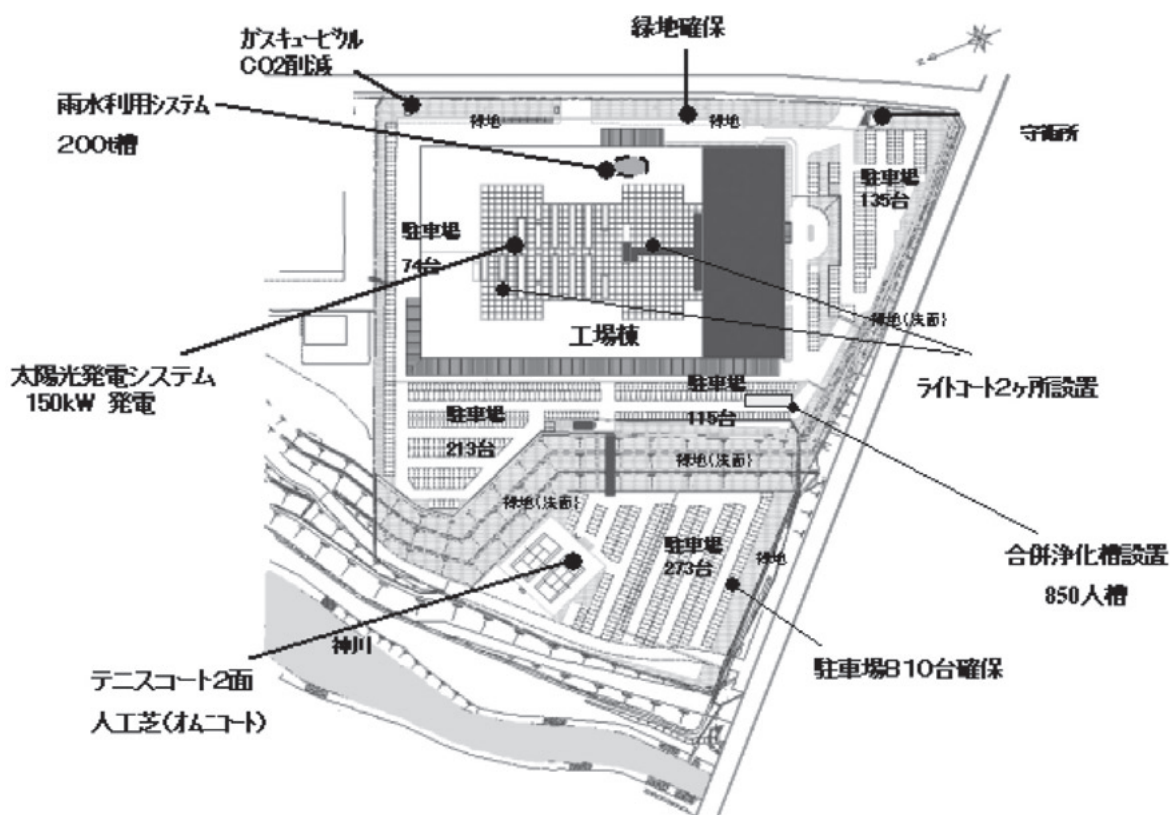 ガスキュービクル
CO2削減
緑地確保
雨水利用システム
200t槽
緑地
緑地
守衛所
駐車場
135台
駐車場
74台
緑地(法面)
工場棟
太陽光発電システム
150kW 発電
ライトコート2ヶ所設置
駐車場
115台
駐車場
213台
緑地(法面)
緑地(法面)
駐車場
273台
緑地
合併浄化槽設置
850人槽
神川
テニスコート2面
人工芝(オムニコート)
駐車場810台確保